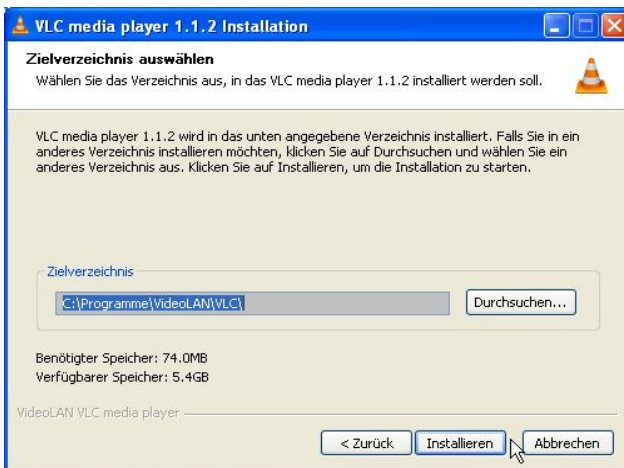 VLC media player 1.1.2 Installation
Zielverzeichnis auswählen
Wählen Sie das Verzeichnis aus, in das VLC media player 1.1.2 installiert werden soll.
VLC media player 1.1.2 wird in das unten angegebene Verzeichnis installiert. Falls Sie in ein
anderes Verzeichnis installieren möchten, klicken Sie auf Durchsuchen und wählen Sie ein
anderes Verzeichnis aus. Klicken Sie auf Installieren, um die Installation zu starten.
Zielverzeichnis
C:\Programme\VideoLAN\VLC\
Durchsuchen...
Benötigter Speicher: 74.0MB
Verfügbarer Speicher: 5.4GB
VideoLAN VLC media player
< Zurück
Installieren
Abbrechen